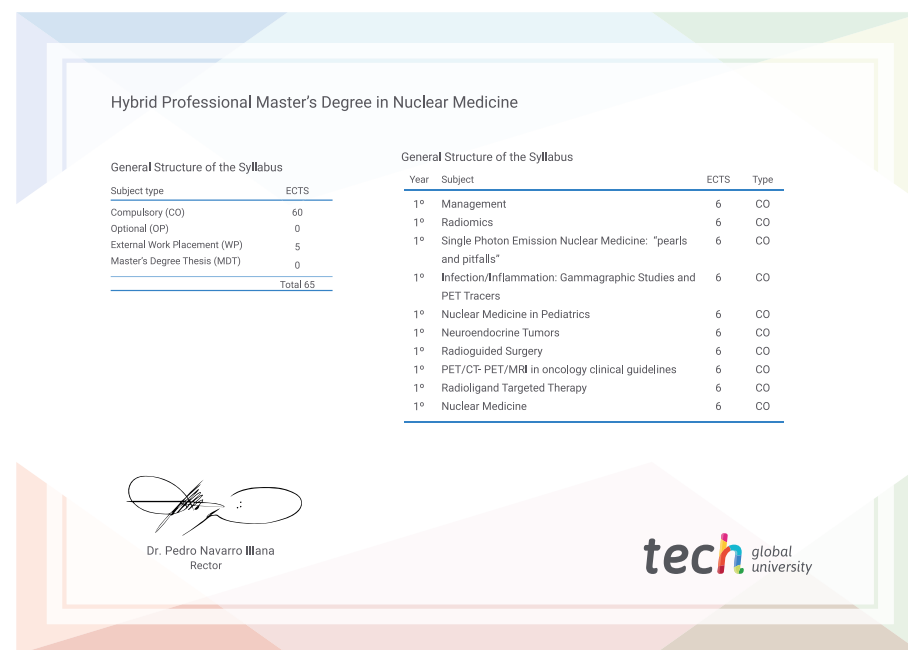 Hybrid Professional Master's Degree in Nuclear Medicine
General Structure of the Syllabus
Subject type ECTS
Compulsory (CO) 60
Optional (OP) 0
External Work Placement (WP) 5
Master's Degree Thesis (MDT) 0
Total 65
General Structure of the Syllabus
Year Subject ECTS Type
1º Management 6 CO
1º Radiomics 6 CO
1º Single Photon Emission Nuclear Medicine: "pearls 6 CO
and pitfalls"
1º Infection/Inflammation: Gammagraphic Studies and 6 CO
PET Tracers
1º Nuclear Medicine in Pediatrics 6 CO
1º Neuroendocrine Tumors 6 CO
1º Radioguided Surgery 6 CO
1º PET/CT- PET/MRI in oncology clinical guidelines 6 CO
1º Radioligand Targeted Therapy 6 CO
1º Nuclear Medicine 6 CO
Dr. Pedro Navarro Illana
Rector
tech global
university